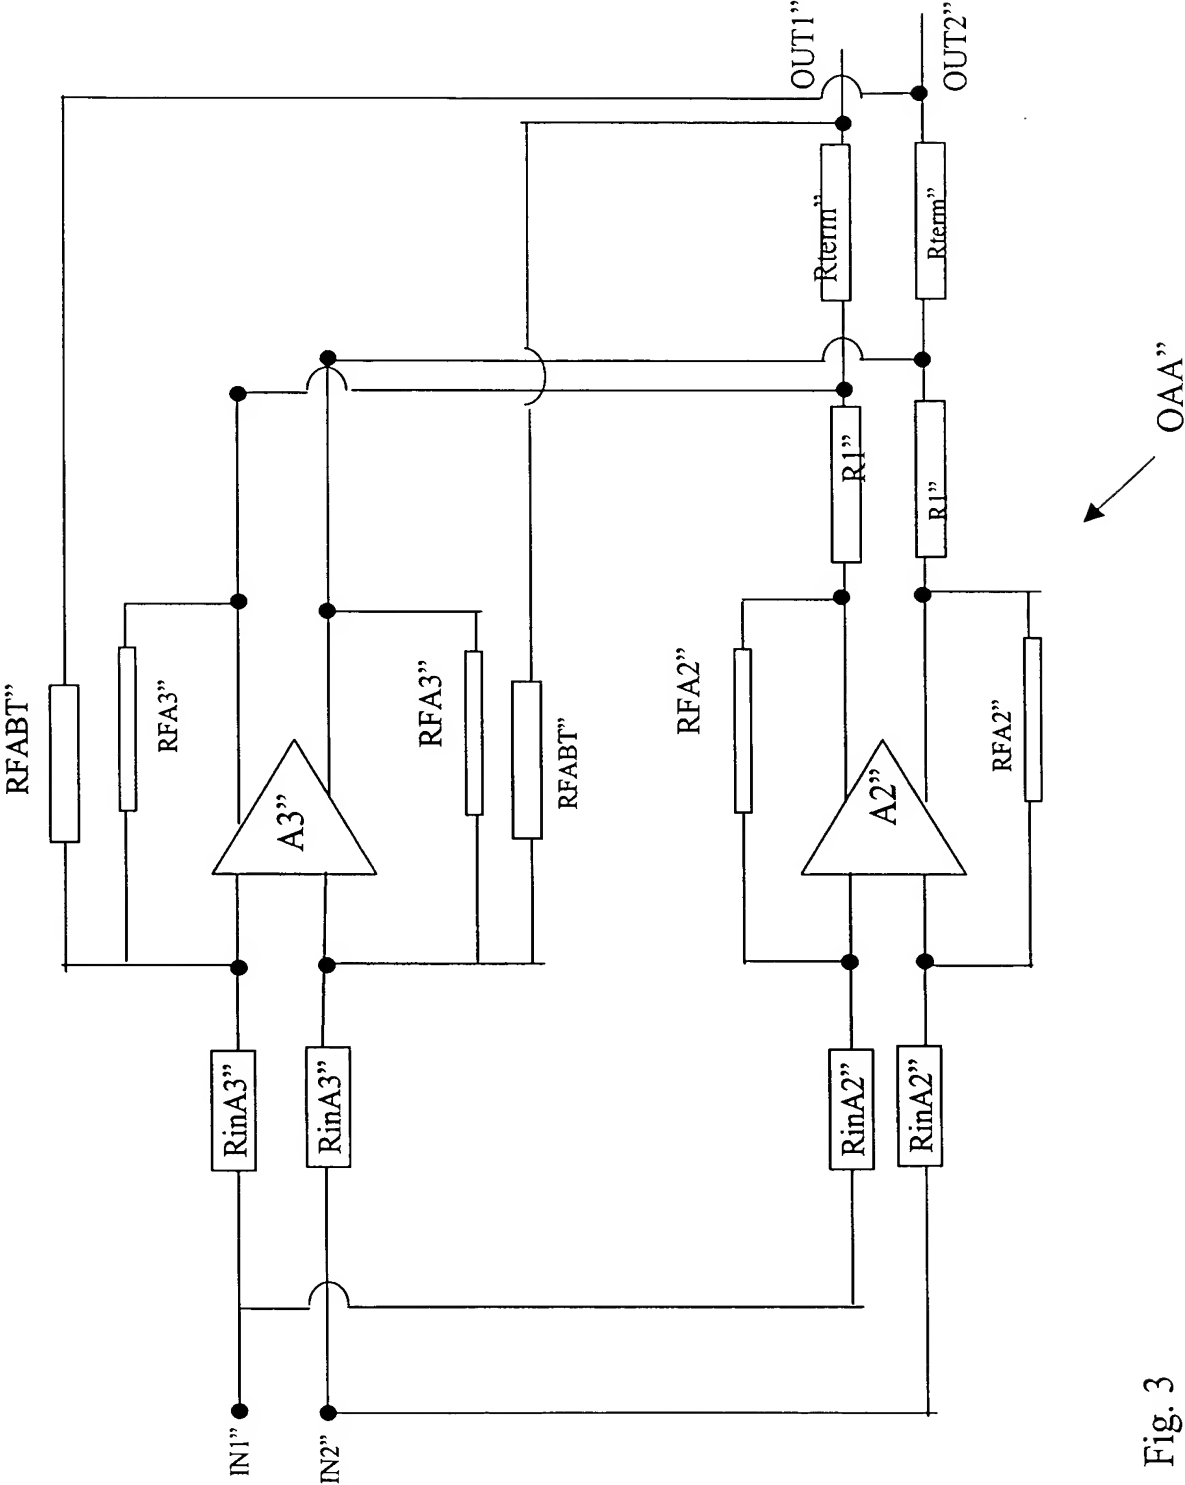 RFABT”
RFA3”
A3”
RFA3”
RFABT”
RinA3”
RinA3”
IN1”
IN2”
RFA2”
A2”
RFA2”
RinA2”
RinA2”
R1”
R1”
Rterm”
Rterm”
OUT1”
OUT2”
OAA”
Fig. 3